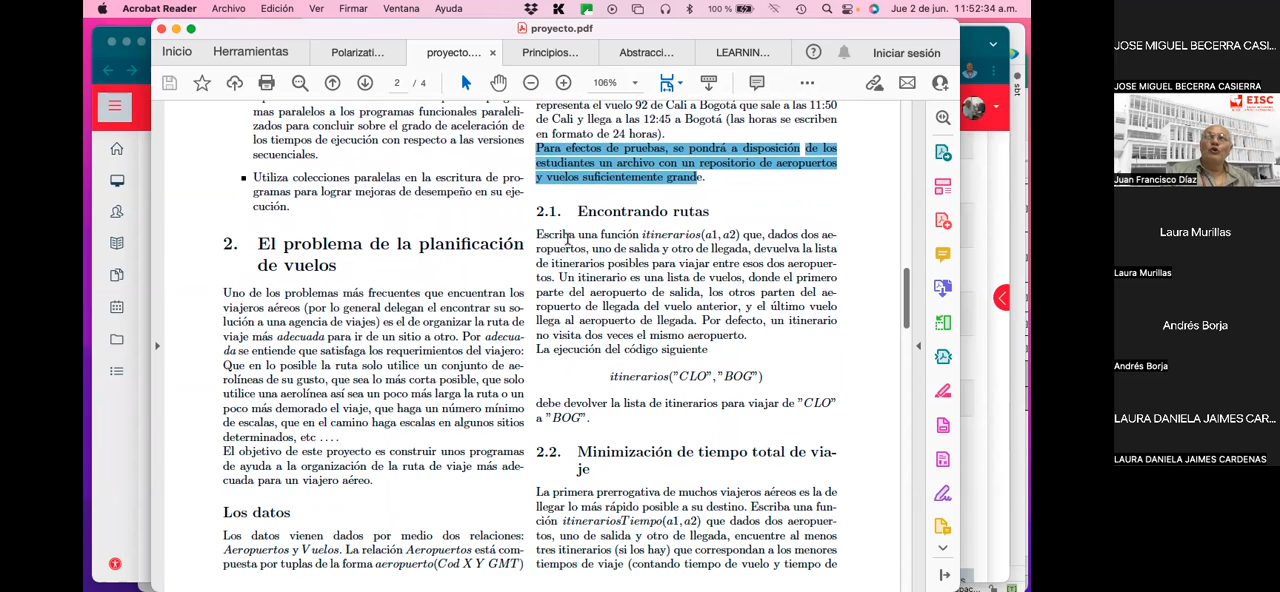 Acrobat Reader Archivo Edición Ver Firmar Ventana Ayuda
100 % Jue 2 de jun. 11:52:34 a. m.
proyecto.pdf
Inicio Herramientas Polarizati... proyecto.... × Principios... Abstracci... LEARNIN... Iniciar sesión
2 / 4 106%
mas paralelos a los programas funcionales paraleli-
zados para concluir sobre el grado de aceleración de
los tiempos de ejecución con respecto a las versiones
secuenciales.
Utiliza colecciones paralelas en la escritura de pro-
gramas para lograr mejoras de desempeño en su eje-
cución.
2. El problema de la planificación
de vuelos
Uno de los problemas más frecuentes que encuentran los
viajeros aéreos (por lo general delegan el encontrar su so-
lución a una agencia de viajes) es el de organizar la ruta de
viaje más adecuada para ir de un sitio a otro. Por adecua-
da se entiende que satisfaga los requerimientos del viajero:
Que en lo posible la ruta solo utilice un conjunto de ae-
rolíneas de su gusto, que sea lo más corta posible, que solo
utilice una aerolínea así sea un poco más larga la ruta o un
poco más demorado el viaje, que haga un número mínimo
de escalas, que en el camino haga escalas en algunos sitios
determinados, etc ....
El objetivo de este proyecto es construir unos programas
de ayuda a la organización de la ruta de viaje más ade-
cuada para un viajero aéreo.
Los datos
Los datos vienen dados por medio dos relaciones:
Aeropuertos y Vuelos. La relación Aeropuertos está com-
puesta por tuplas de la forma aeropuerto(Cod X Y GMT)
representa el vuelo 92 de Cali a Bogotá que sale a las 11:50
de Cali y llega a las 12:45 a Bogotá (las horas se escriben
en formato de 24 horas).
Para efectos de pruebas, se pondrá a disposición de los
estudiantes un archivo con un repositorio de aeropuertos
y vuelos suficientemente grande.
2.1. Encontrando rutas
Escriba una función itinerarios(a1, a2) que, dados dos ae-
ropuertos, uno de salida y otro de llegada, devuelva la lista
de itinerarios posibles para viajar entre esos dos aeropuer-
tos. Un itinerario es una lista de vuelos, donde el primero
parte del aeropuerto de salida, los otros parten del ae-
ropuerto de llegada del vuelo anterior, y el último vuelo
llega al aeropuerto de llegada. Por defecto, un itinerario
no visita dos veces el mismo aeropuerto.
La ejecución del código siguiente
itinerarios("CLO", "BOG")
debe devolver la lista de itinerarios para viajar de "CLO"
a "BOG".
2.2. Minimización de tiempo total de via-
je
La primera prerrogativa de muchos viajeros aéreos es la de
llegar lo más rápido posible a su destino. Escriba una fun-
ción itinerariosTiempo(a1, a2) que dados dos aeropuer-
tos, uno de salida y otro de llegada, encuentre al menos
tres itinerarios (si los hay) que correspondan a los menores
tiempos de viaje (contando tiempo de vuelo y tiempo de
sbt
JOSE MIGUEL BECERRA CASI...
JOSE MIGUEL BECERRA CASIERRA
EISC
Juan Francisco Díaz
Laura Murillas
Laura Murillas
Andrés Borja
Andrés Borja
LAURA DANIELA JAIMES CAR...
LAURA DANIELA JAIMES CARDENAS